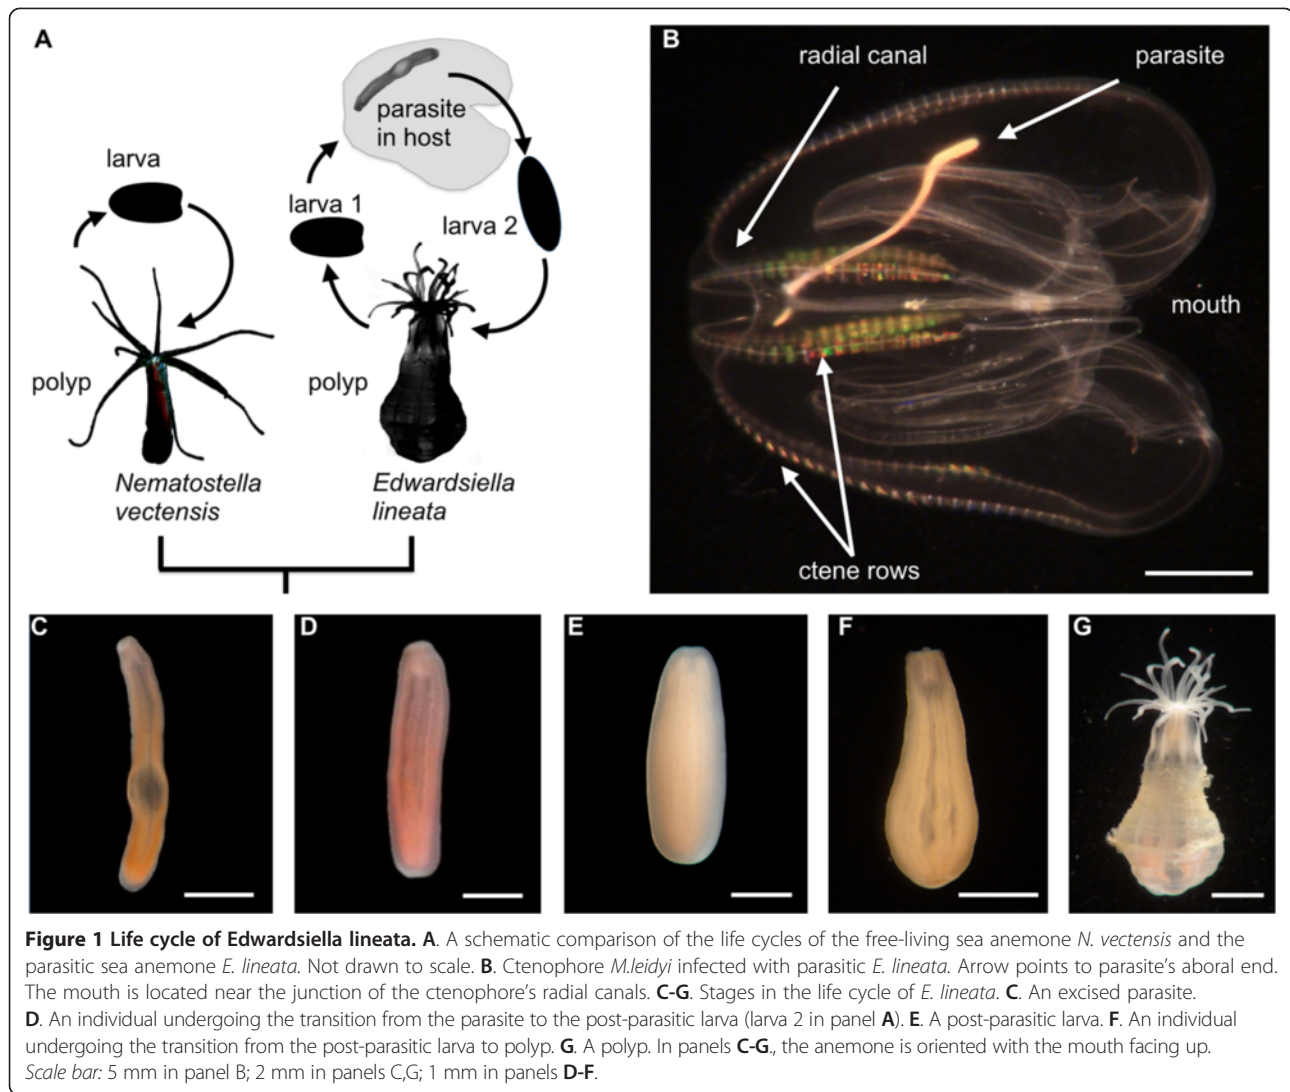 A
larva
polyp
Nematostella
vectensis
parasite
in host
larva 1
larva 2
polyp
Edwardsiella
lineata
B
radial canal
parasite
mouth
ctene rows
C
D
E
F
G
Figure 1 Life cycle of Edwardsiella lineata. A. A schematic comparison of the life cycles of the free-living sea anemone N. vectensis and the
parasitic sea anemone E. lineata. Not drawn to scale. B. Ctenophore M.leidyi infected with parasitic E. lineata. Arrow points to parasite's aboral end.
The mouth is located near the junction of the ctenophore's radial canals. C-G. Stages in the life cycle of E. lineata. C. An excised parasite.
D. An individual undergoing the transition from the parasite to the post-parasitic larva (larva 2 in panel A). E. A post-parasitic larva. F. An individual
undergoing the transition from the post-parasitic larva to polyp. G. A polyp. In panels C-G., the anemone is oriented with the mouth facing up.
Scale bar: 5 mm in panel B; 2 mm in panels C,G; 1 mm in panels D-F.